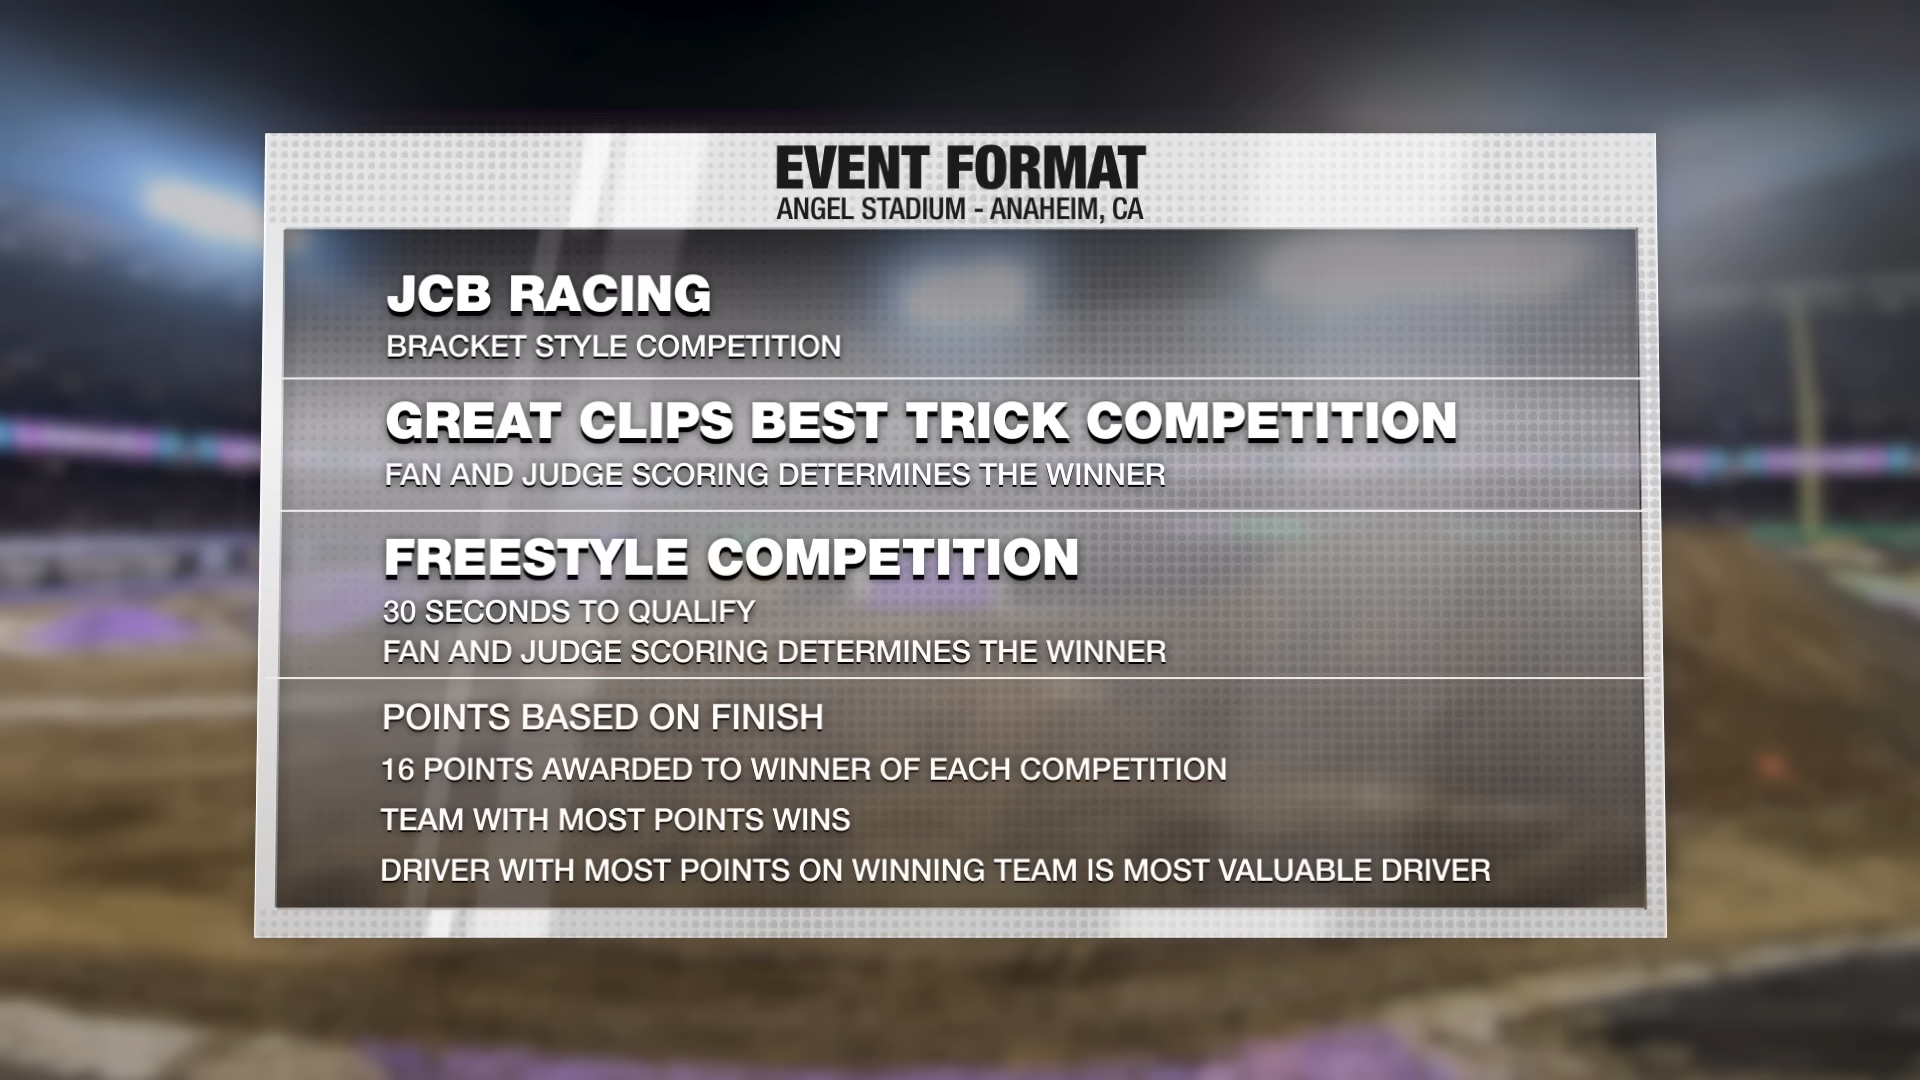 EVENT FORMAT
ANGEL STADIUM - ANAHEIM, CA
JCB RACING
BRACKET STYLE COMPETITION
GREAT CLIPS BEST TRICK COMPETITION
FAN AND JUDGE SCORING DETERMINES THE WINNER
FREESTYLE COMPETITION
30 SECONDS TO QUALIFY
FAN AND JUDGE SCORING DETERMINES THE WINNER
POINTS BASED ON FINISH
16 POINTS AWARDED TO WINNER OF EACH COMPETITION
TEAM WITH MOST POINTS WINS
DRIVER WITH MOST POINTS ON WINNING TEAM IS MOST VALUABLE DRIVER